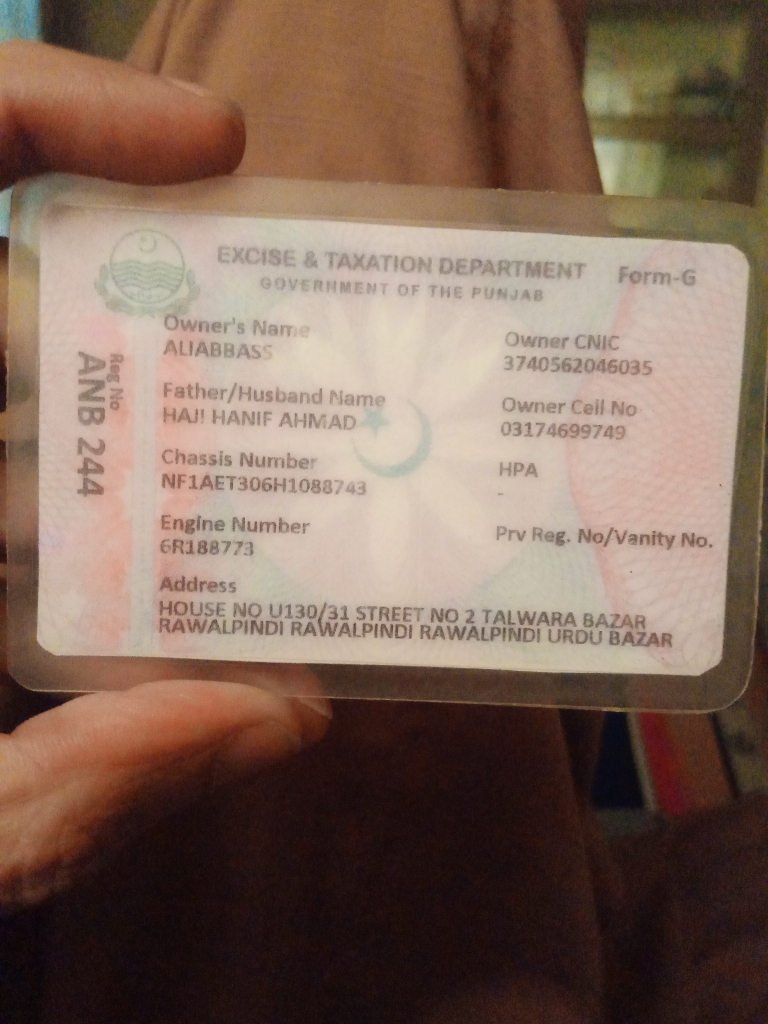 EXCISE & TAXATION DEPARTMENT
Form-G
GOVERNMENT OF THE PUNJAB
Reg No
ANB 244
Owner's Name
ALIABBASS
Owner CNIC
3740562046035
Father/Husband Name
HAJI HANIF AHMAD
Owner Cell No
03174699749
Chassis Number
NF1AET306H1088743
HPA
-
Engine Number
6R188773
Prv Reg. No/Vanity No.
Address
HOUSE NO U130/31 STREET NO 2 TALWARA BAZAR
RAWALPINDI RAWALPINDI RAWALPINDI URDU BAZAR